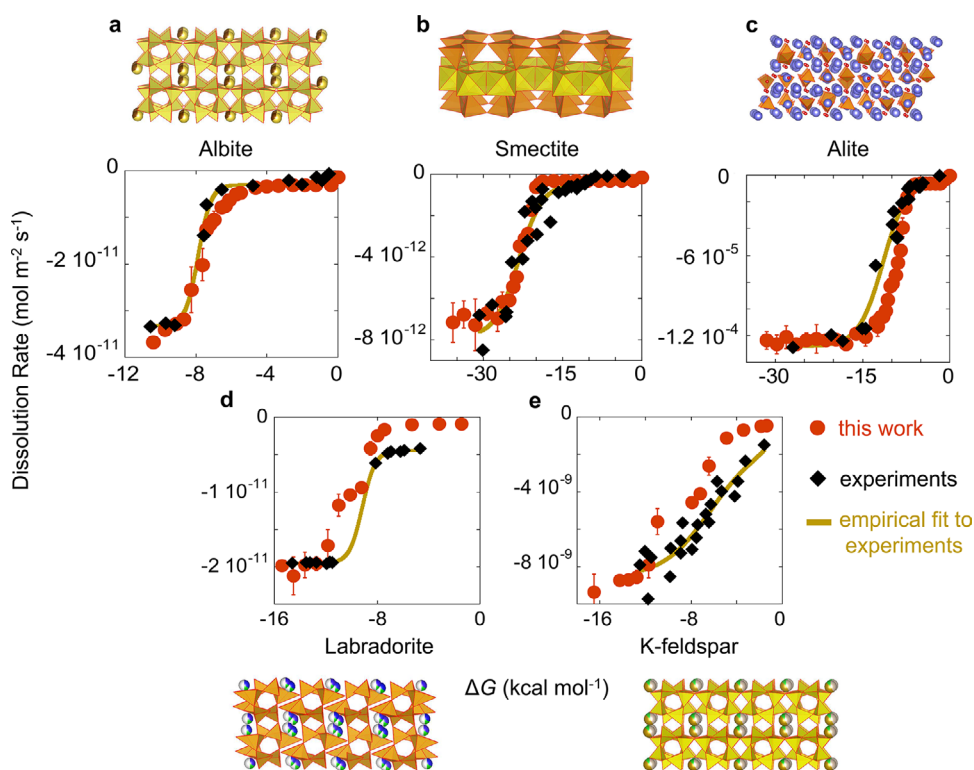 a
b
c
Albite
Smectite
Alite
Dissolution Rate (mol m⁻² s⁻¹)
0
-2 10⁻¹¹
-4 10⁻¹¹
-12
-8
-4
0
0
-4 10⁻¹²
-8 10⁻¹²
-30
-15
0
0
-6 10⁻⁵
-1.2 10⁻⁴
-30
-15
0
d
e
0
-1 10⁻¹¹
-2 10⁻¹¹
-16
-8
0
0
-4 10⁻⁹
-8 10⁻⁹
-16
-8
0
this work
experiments
empirical fit to
experiments
Labradorite
K-feldspar
ΔG (kcal mol⁻¹)